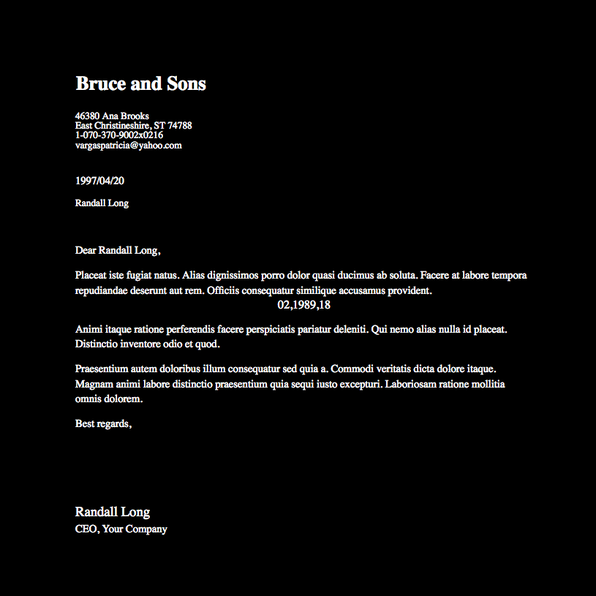 Bruce and Sons
46380 Ana Brooks
East Christineshire, ST 74788
1-070-370-9002x0216
vargaspatricia@yahoo.com
1997/04/20
Randall Long
Dear Randall Long,
Placeat iste fugiat natus. Alias dignissimos porro dolor quasi ducimus ab soluta. Facere at labore tempora
repudiandae deserunt aut rem. Officiis consequatur similique accusamus provident.
02,1989,18
Animi itaque ratione perferendis facere perspiciatis pariatur deleniti. Qui nemo alias nulla id placeat.
Distinctio inventore odio et quod.
Praesentium autem doloribus illum consequatur sed quia a. Commodi veritatis dicta dolore itaque.
Magnam animi labore distinctio praesentium quia sequi iusto excepturi. Laboriosam ratione mollitia
omnis dolorem.
Best regards,
Randall Long
CEO, Your Company